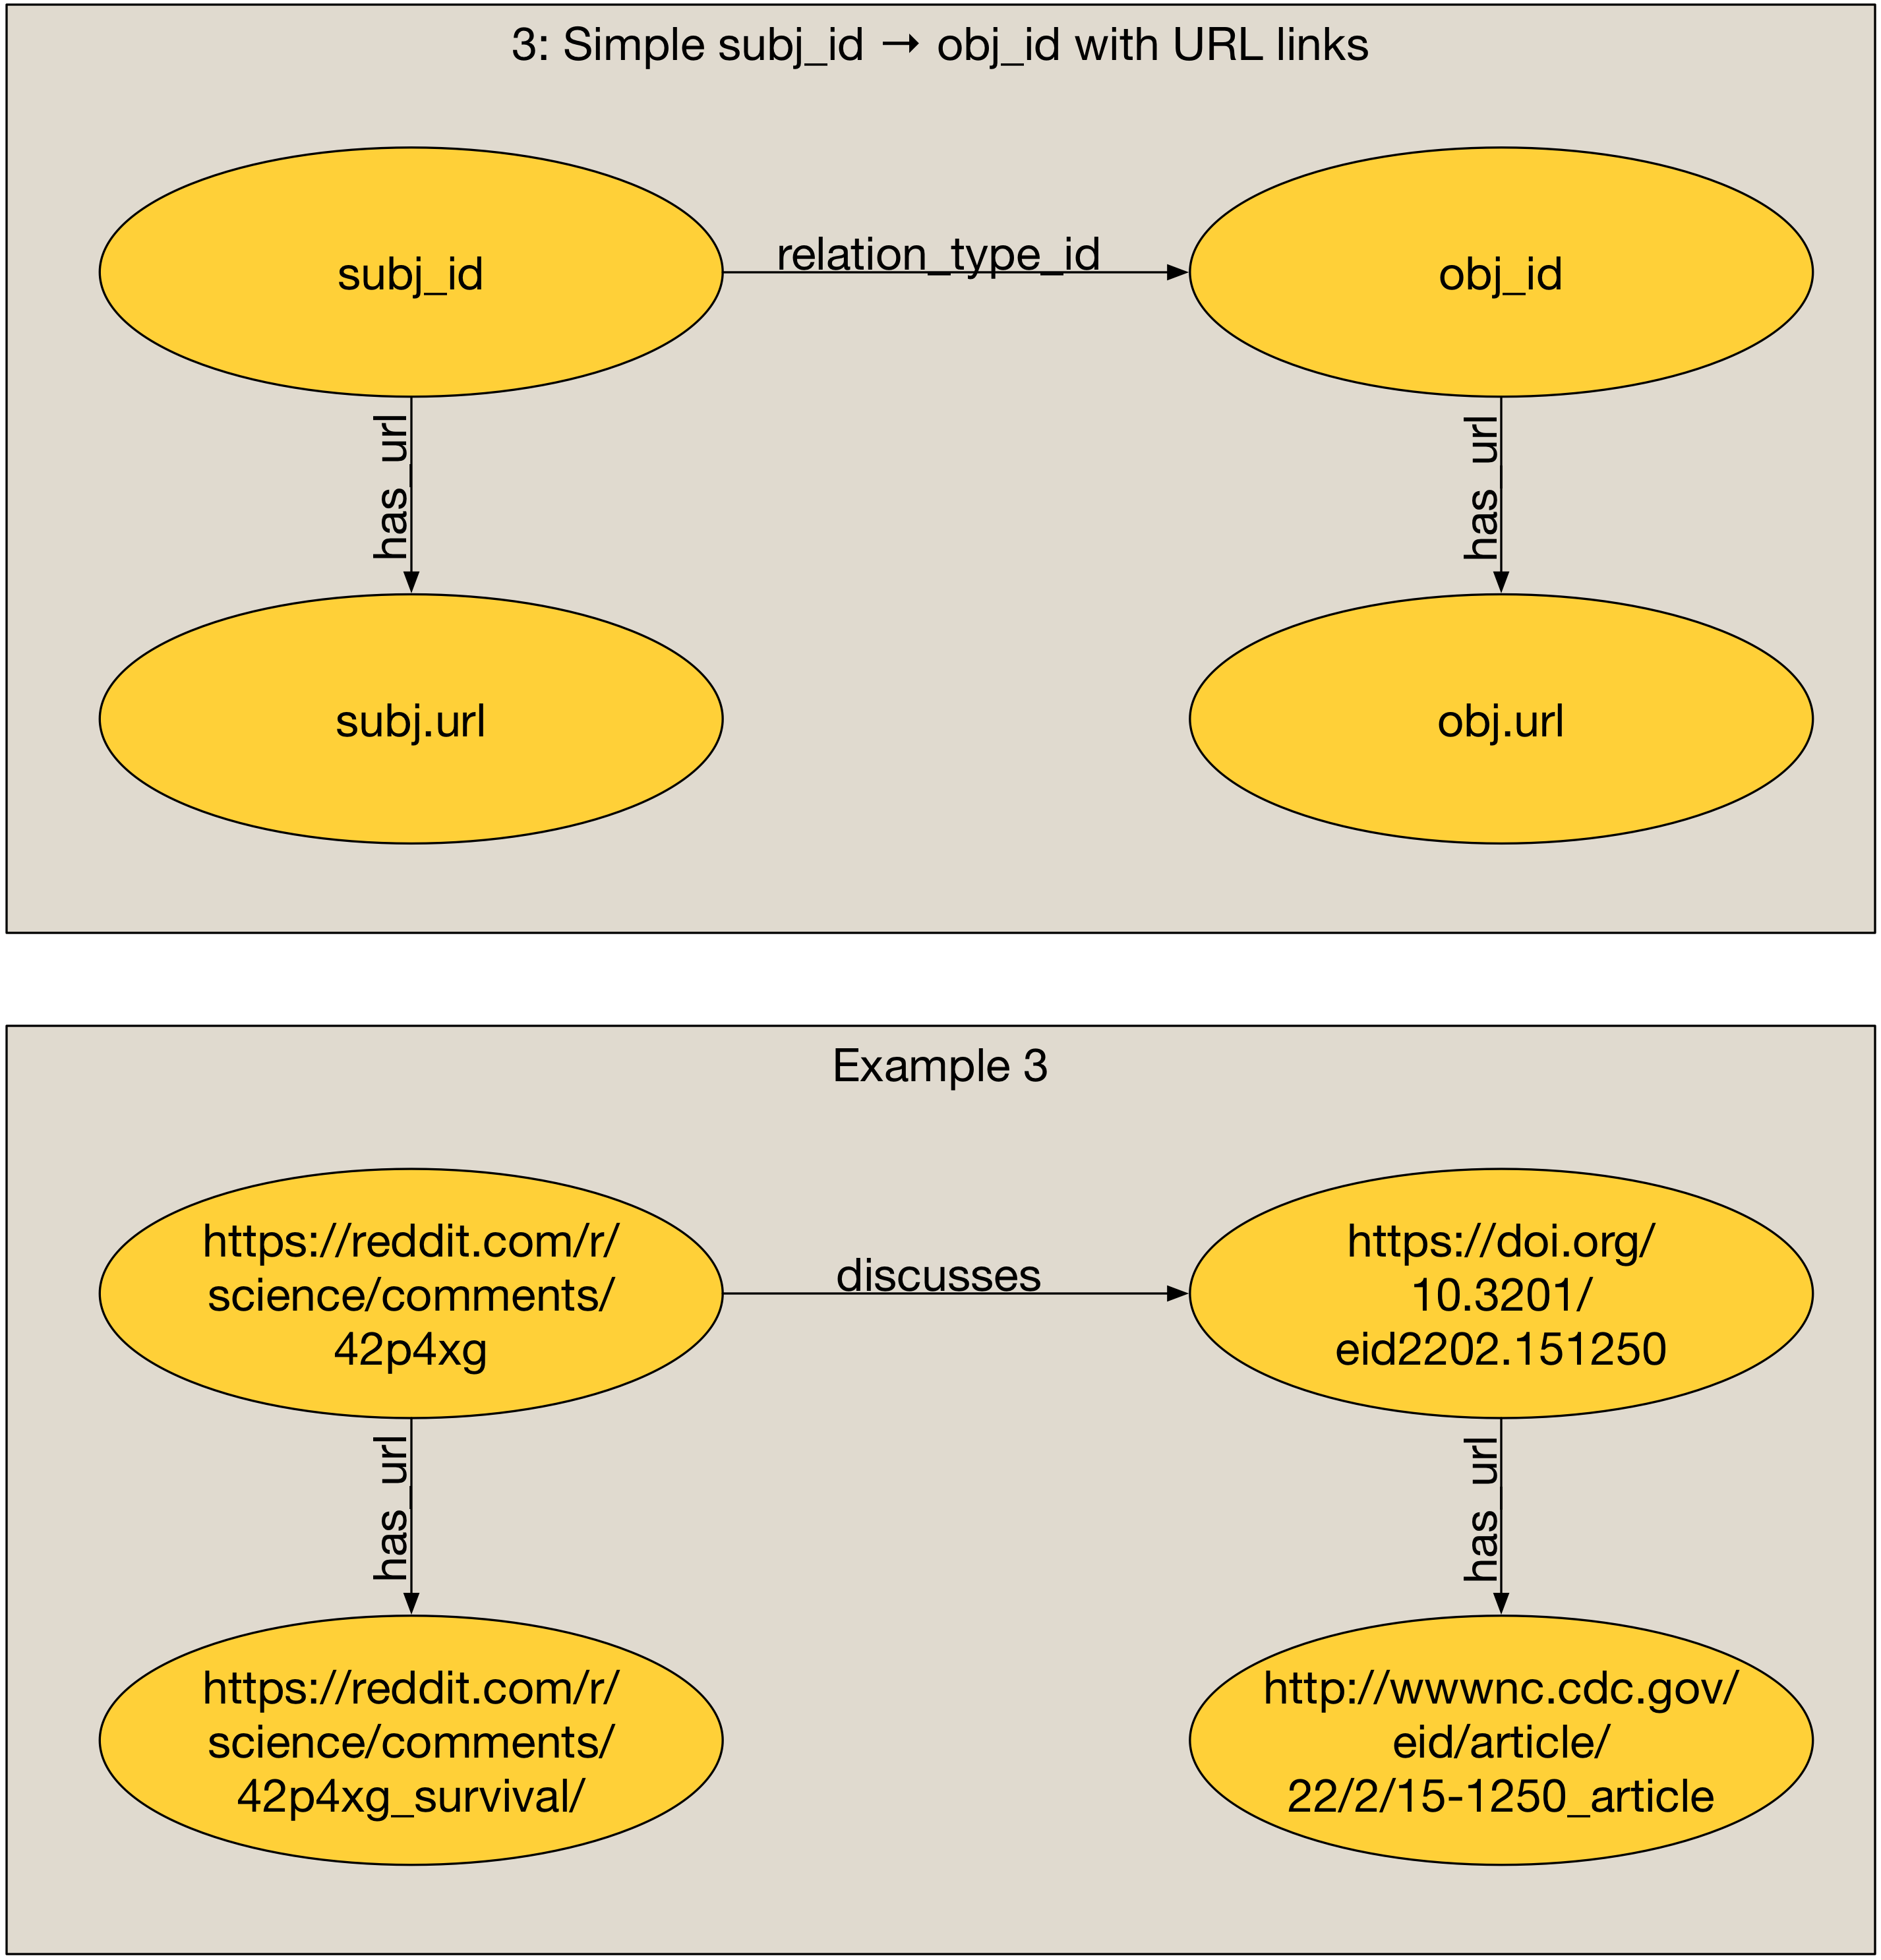 3: Simple subj_id → obj_id with URL links
subj_id
relation_type_id
obj_id
has_url
has_url
subj.url
obj.url
Example 3
https://reddit.com/r/
science/comments/
42p4xg
discusses
https://doi.org/
10.3201/
eid2202.151250
has_url
has_url
https://reddit.com/r/
science/comments/
42p4xg_survival/
http://wwwnc.cdc.gov/
eid/article/
22/2/15-1250_article